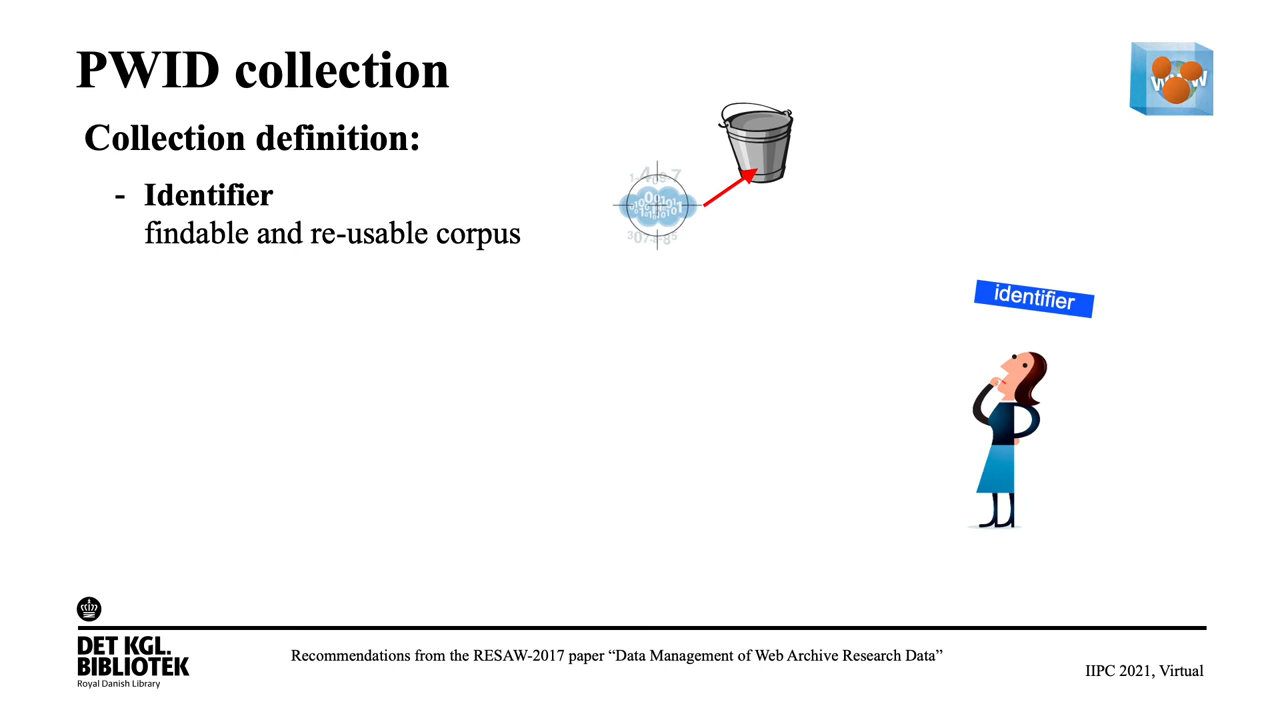 PWID collection
Collection definition:
- Identifier
findable and re-usable corpus
identifier
DET KGL.
BIBLIOTEK
Royal Danish Library
Recommendations from the RESAW-2017 paper “Data Management of Web Archive Research Data”
IIPC 2021, Virtual